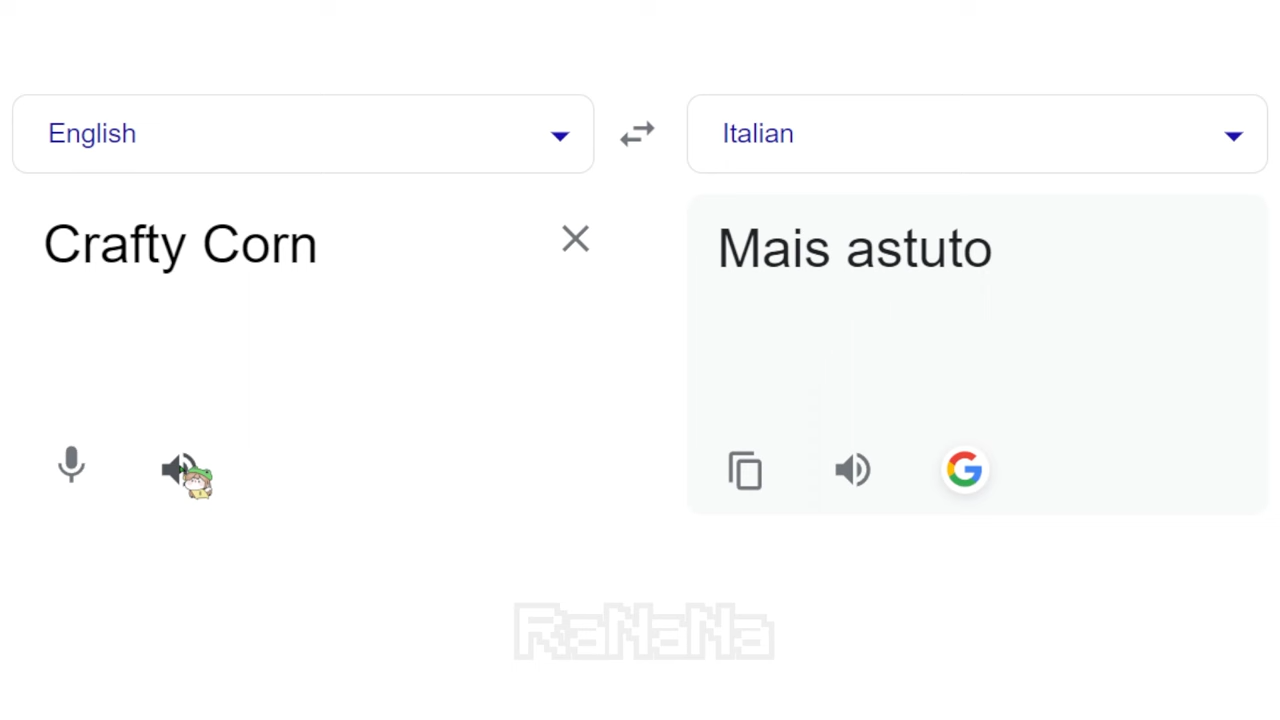 English
Italian
Crafty Corn
Mais astuto
RaNaNa